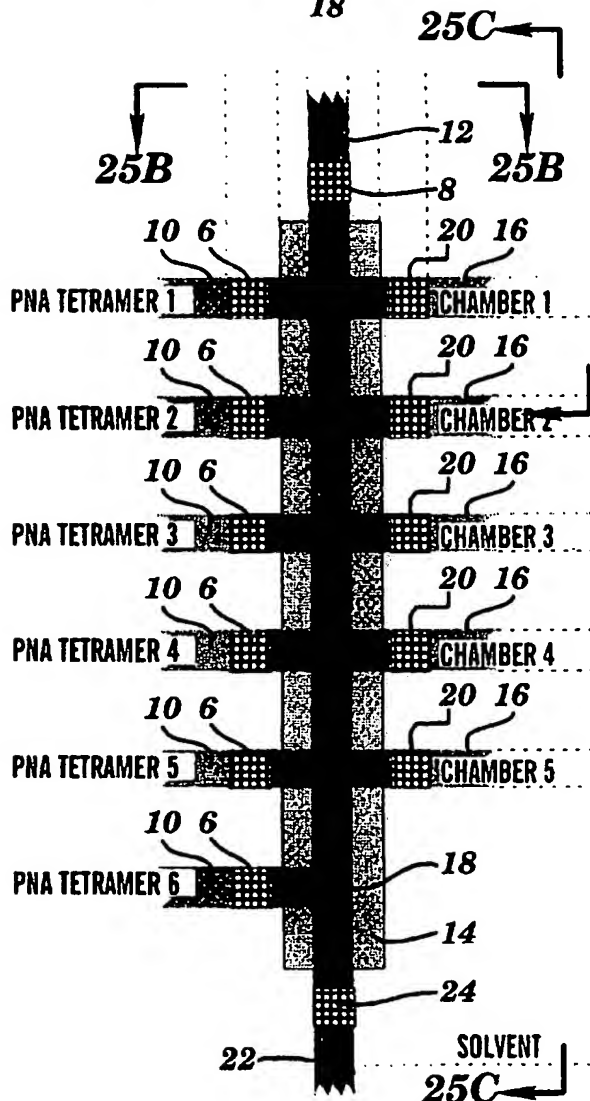 18
25C
12
25B 25B
8
10 6 20 16
PNA TETRAMER 1 CHAMBER 1
10 6 20 16
PNA TETRAMER 2 CHAMBER 2
10 6 20 16
PNA TETRAMER 3 CHAMBER 3
10 6 20 16
PNA TETRAMER 4 CHAMBER 4
10 6 20 16
PNA TETRAMER 5 CHAMBER 5
10 6
PNA TETRAMER 6
18
14
24
SOLVENT
22
25C